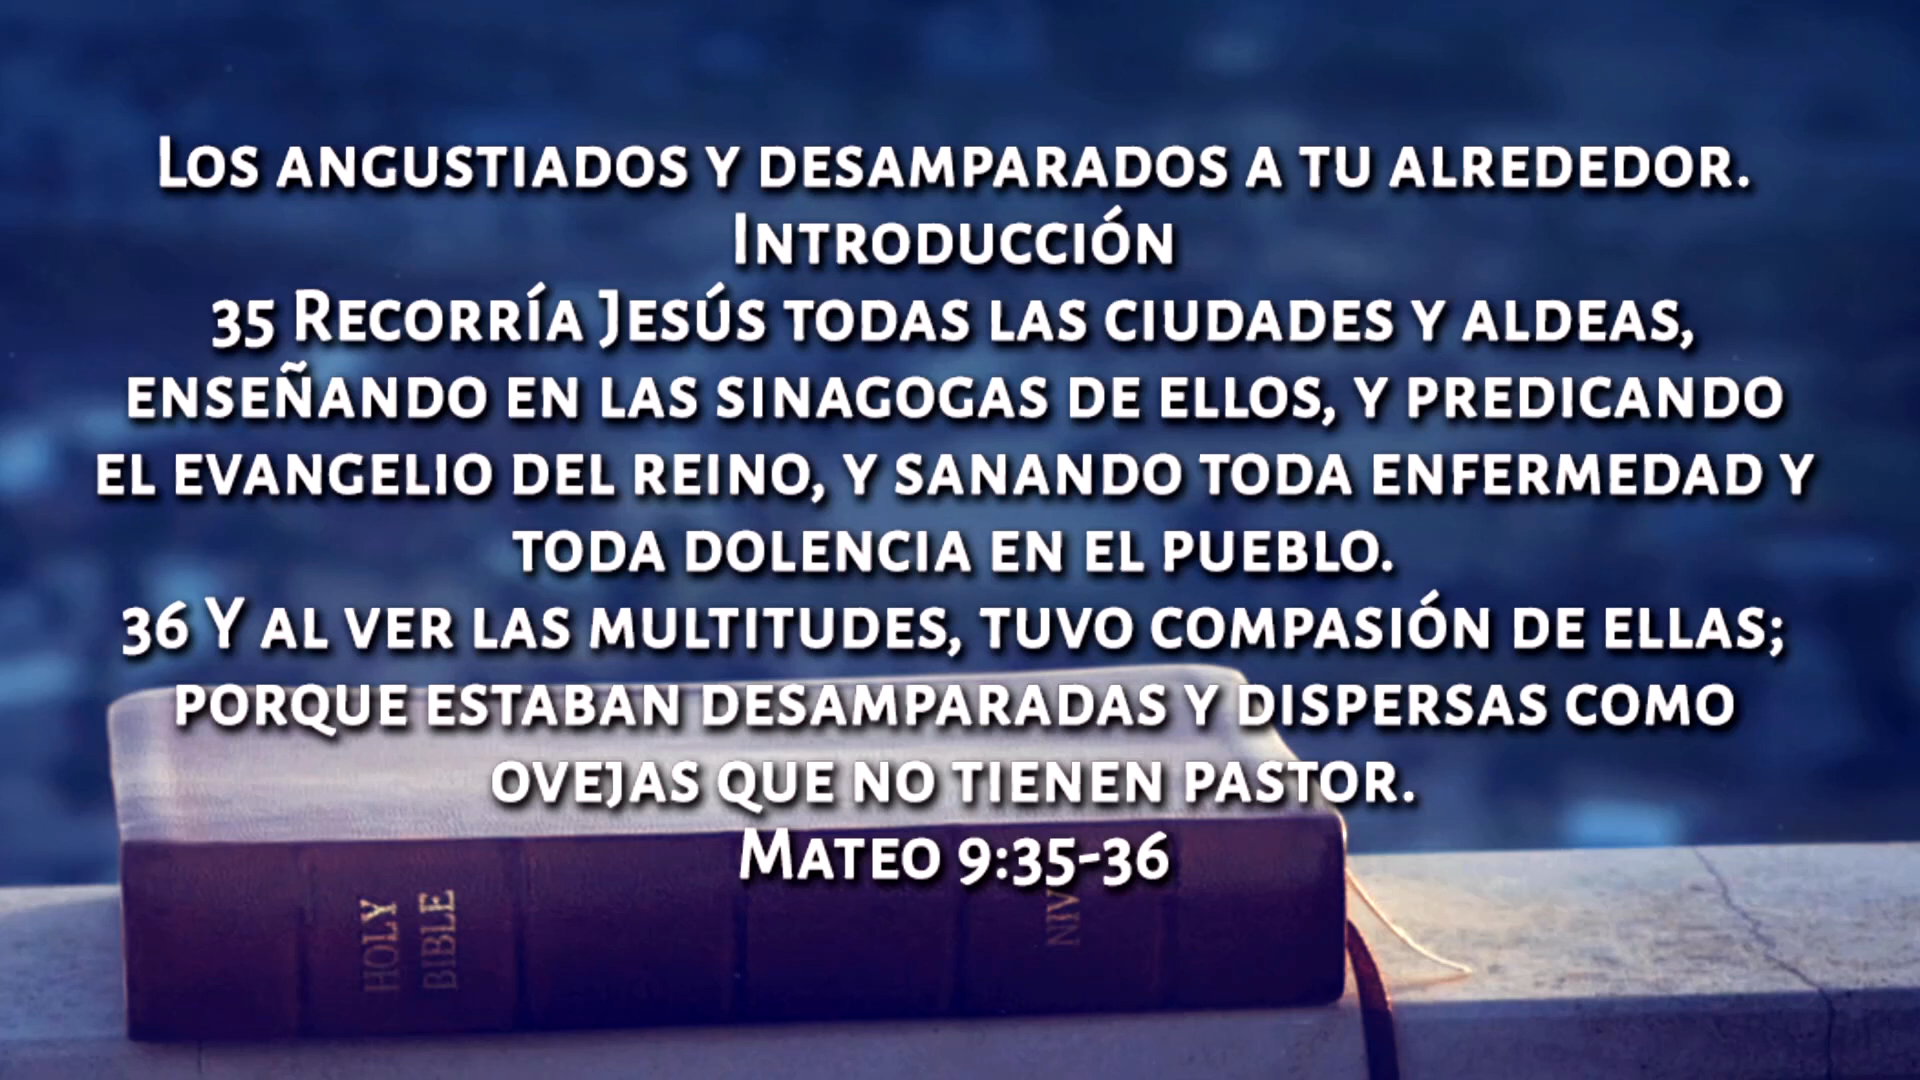 Los angustiados y desamparados a tu alrededor.
Introducción
35 Recorría Jesús todas las ciudades y aldeas,
enseñando en las sinagogas de ellos, y predicando
el evangelio del reino, y sanando toda enfermedad y
toda dolencia en el pueblo.
36 Y al ver las multitudes, tuvo compasión de ellas;
porque estaban desamparadas y dispersas como
ovejas que no tienen pastor.
Mateo 9:35-36
HOLY
BIBLE
NIV